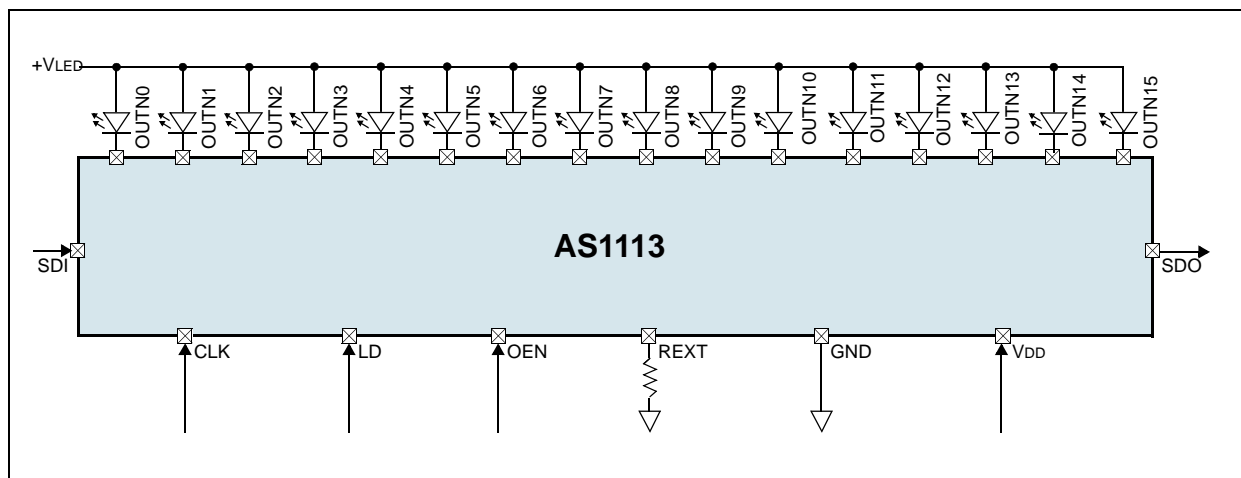 +VLED
OUTN0
OUTN1
OUTN2
OUTN3
OUTN4
OUTN5
OUTN6
OUTN7
OUTN8
OUTN9
OUTN10
OUTN11
OUTN12
OUTN13
OUTN14
OUTN15
AS1113
SDI
SDO
CLK
LD
OEN
REXT
GND
VDD